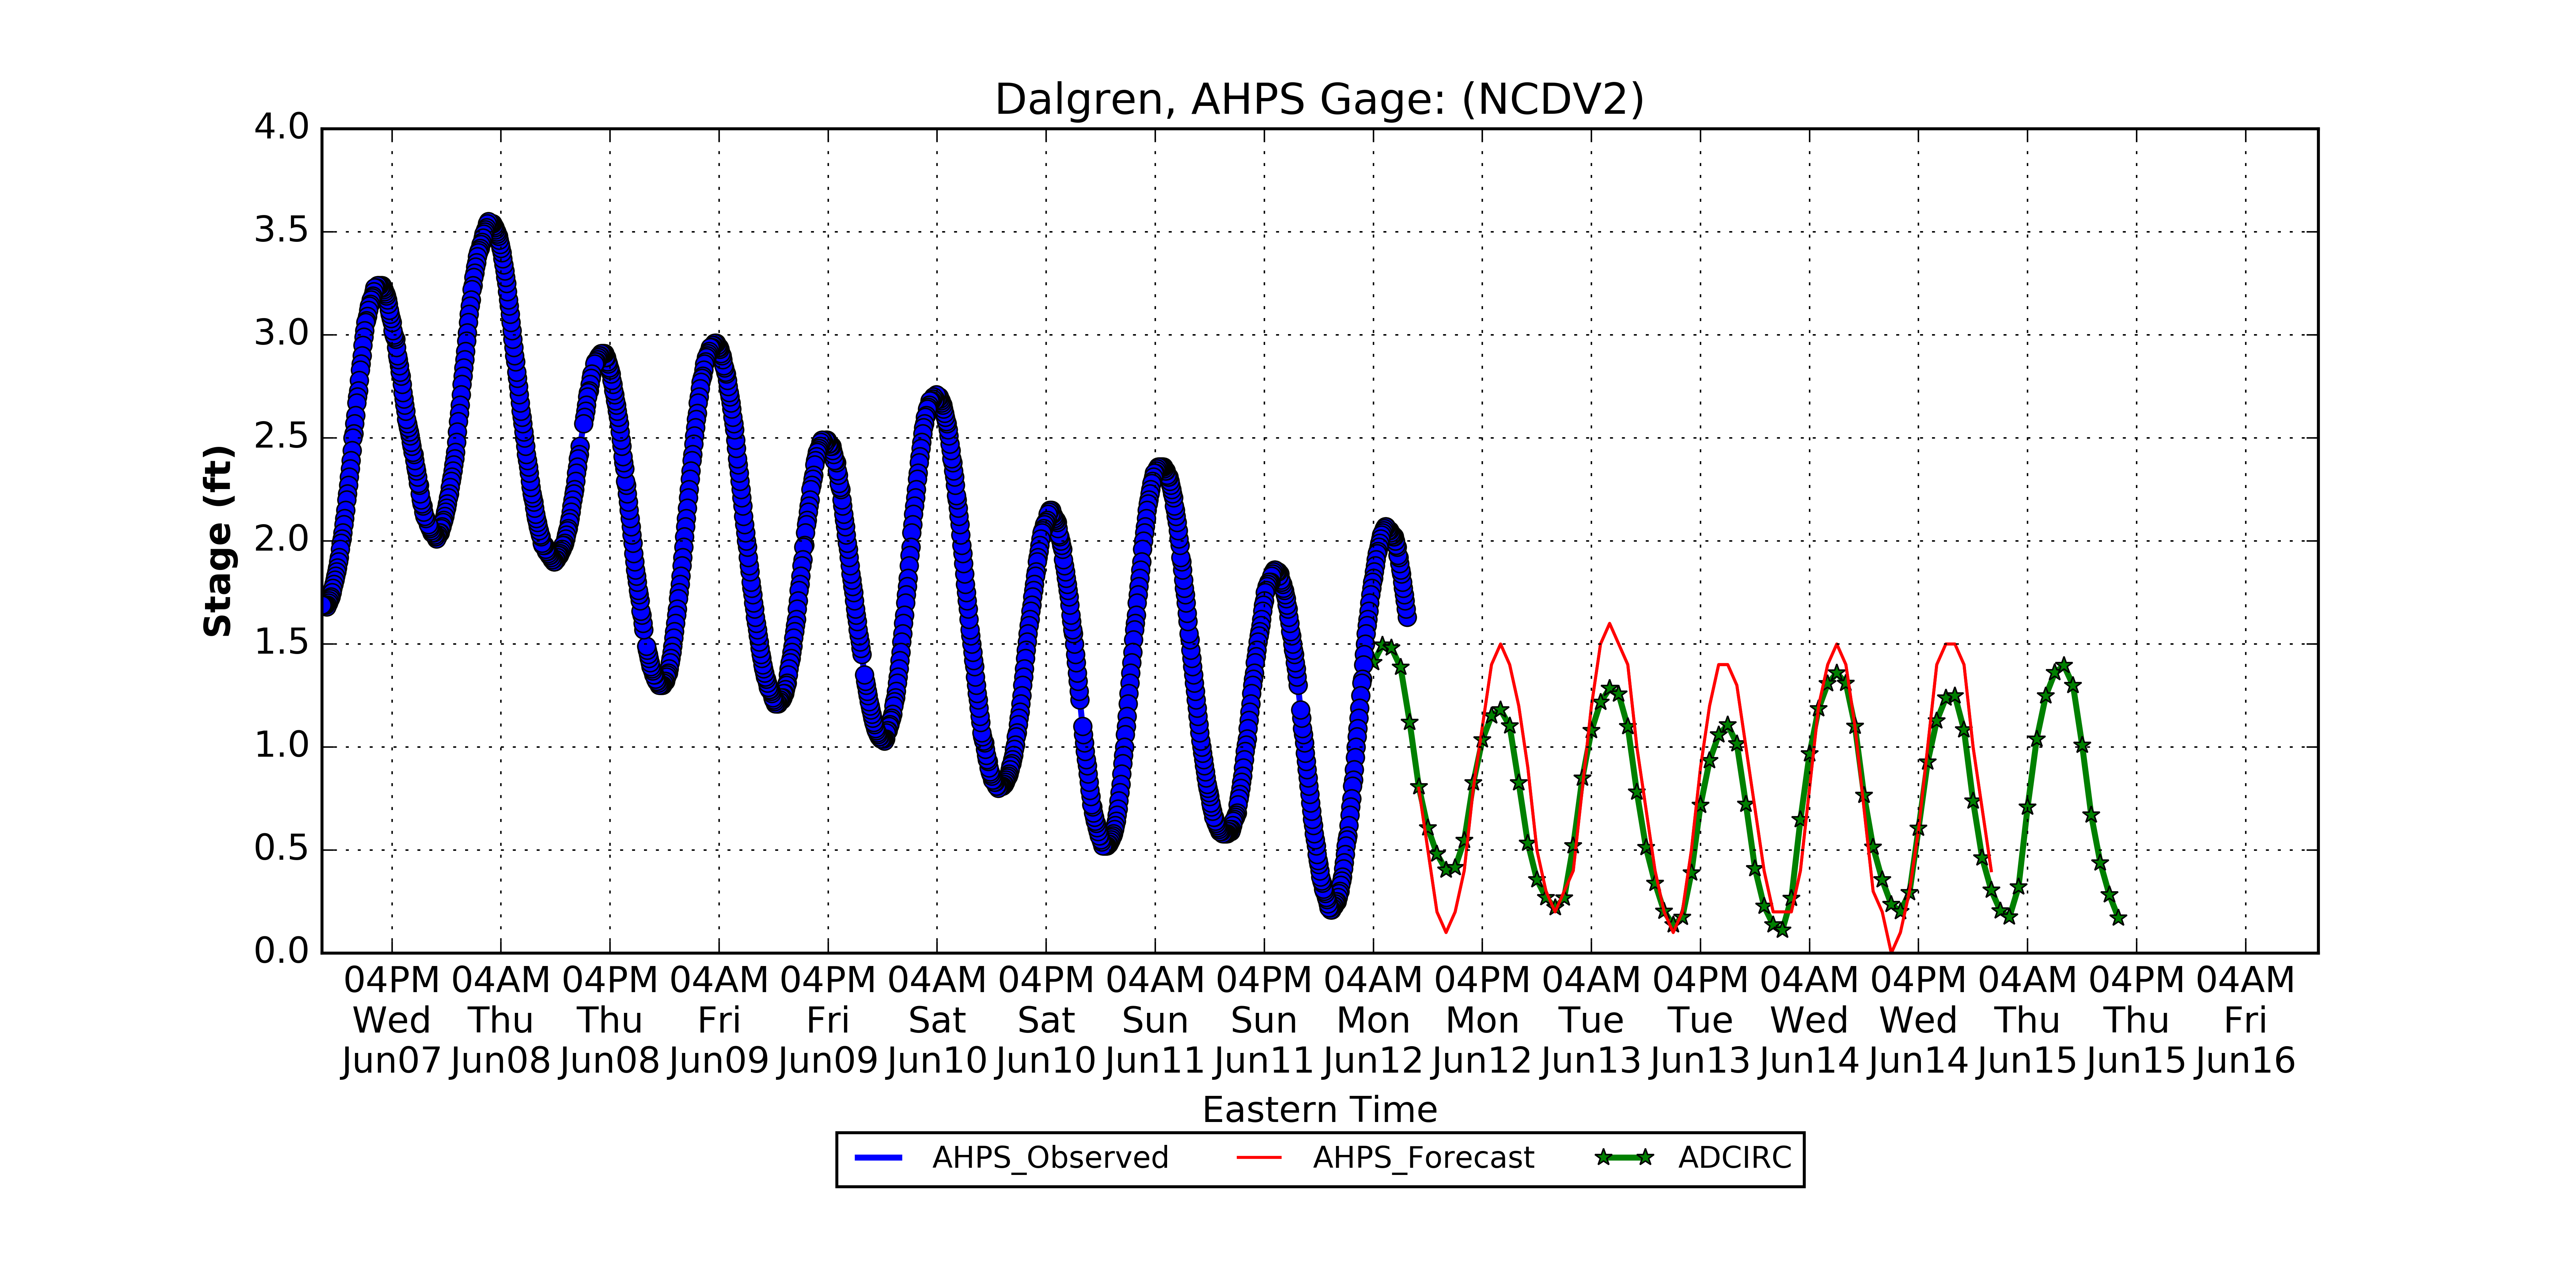 Dalgren, AHPS Gage: (NCDV2)
4.0
3.5
3.0
2.5
2.0
1.5
1.0
0.5
0.0
Stage (ft)
04PM 04AM 04PM 04AM 04PM 04AM 04PM 04AM 04PM 04AM 04PM 04AM 04PM 04AM 04PM 04AM 04PM 04AM
Wed Thu Thu Fri Fri Sat Sat Sun Sun Mon Mon Tue Tue Wed Wed Thu Thu Fri
Jun07 Jun08 Jun08 Jun09 Jun09 Jun10 Jun10 Jun11 Jun11 Jun12 Jun12 Jun13 Jun13 Jun14 Jun14 Jun15 Jun15 Jun16
Eastern Time
AHPS_Observed AHPS_Forecast ADCIRC